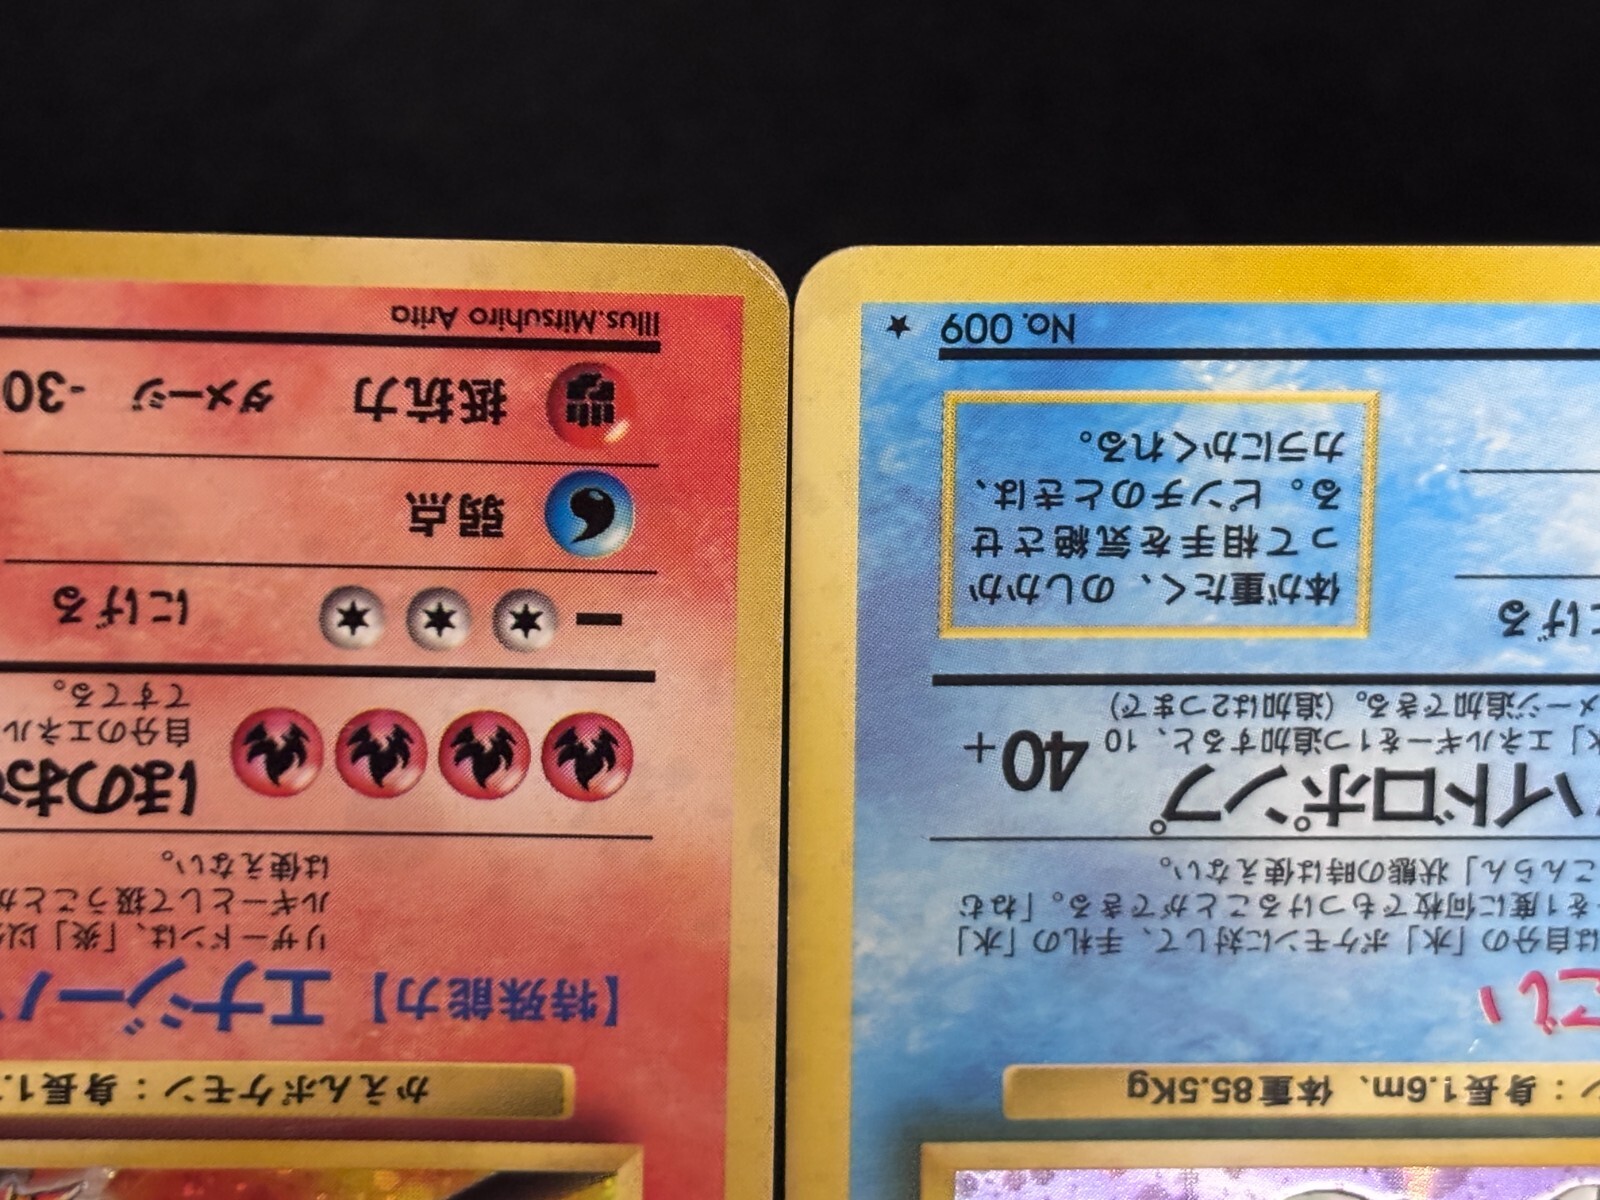 かえんポケモン：身長1.
【特殊能力】エナジー
リザードンは、「炎」以
ルギーとして扱うことが
は使えない。
ほのお
自分のエネル
てすてる。
にげる
弱点
抵抗力 ダメージ -30
Illus.Mitsuhiro Arita
：身長1.6m、体重85.5Kg
は自分の「水」ポケモンに対して、手札の「水」
を1度に何枚でもつけることができる。「ねむ
こんらん」状態の時は使えない。
ハイドロポンプ 40+
」エネルギーを1つ追加すると、10
メージ追加できる。（追加は2つまで）
げる
体が重たく、のしかか
って相手を気絶させ
る。ピンチのときは、
カラにかくれる。
No. 009 ★